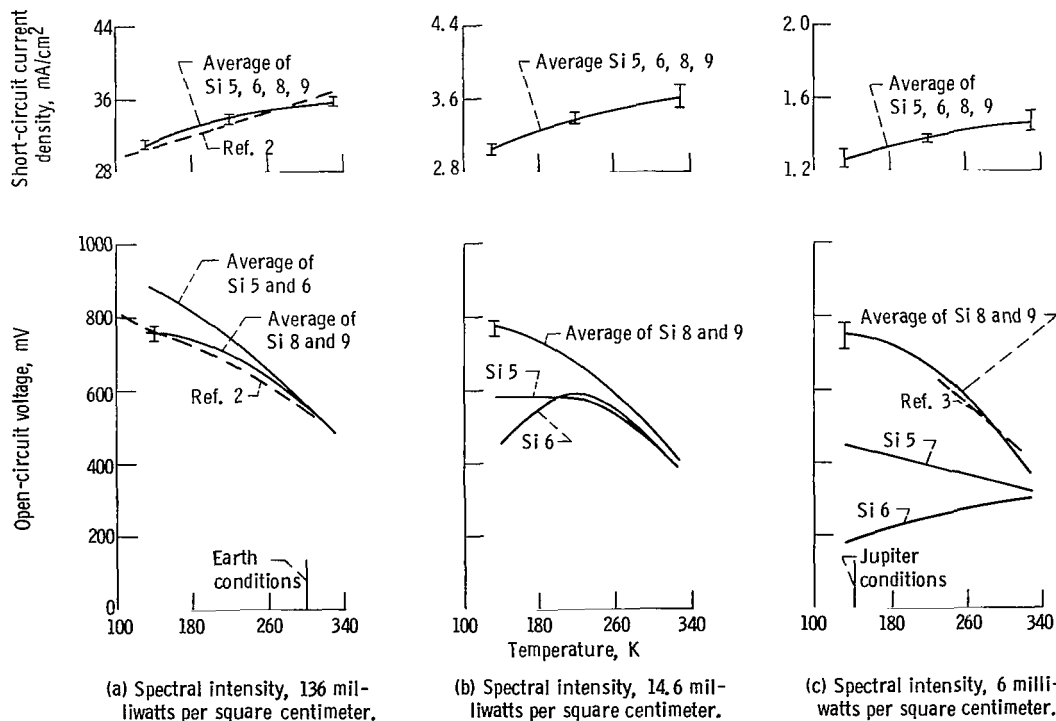 Short-circuit current
density, mA/cm2
44
36
28
Average of
Si 5, 6, 8, 9
Ref. 2
4.4
3.6
2.8
Average Si 5, 6, 8, 9
2.0
1.6
1.2
Average of
Si 5, 6, 8, 9
Open-circuit voltage, mV
1000
800
600
400
200
0
Average of
Si 5 and 6
Average of
Si 8 and 9
Ref. 2
Earth
conditions
100
180
260
340
Average of Si 8 and 9
Si 5
Si 6
100
180
260
340
Average of Si 8 and 9
Ref. 3
Si 5
Si 6
Jupiter
conditions
100
180
260
340
Temperature, K
(a) Spectral intensity, 136 mil-
liwatts per square centimeter.
(b) Spectral intensity, 14.6 mil-
liwatts per square centimeter.
(c) Spectral intensity, 6 milli-
watts per square centimeter.